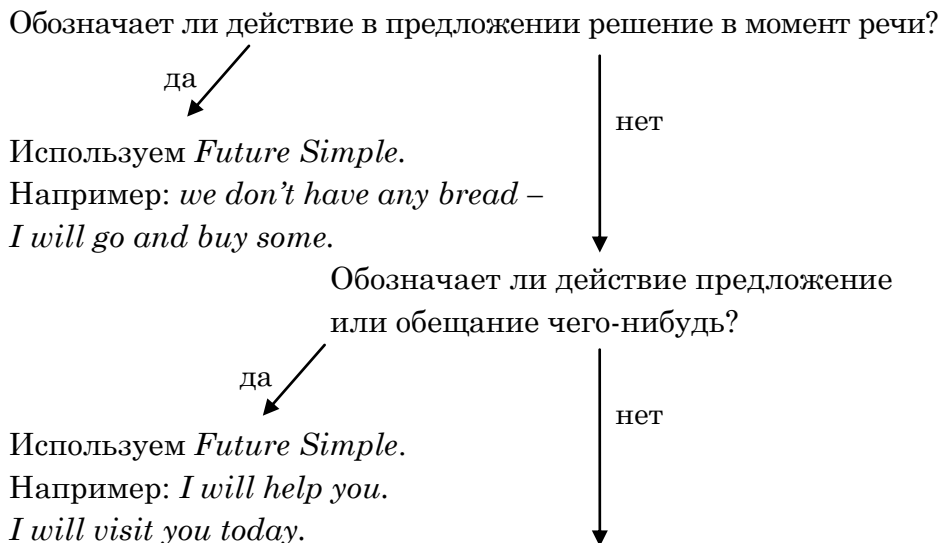 Обозначает ли действие в предложении решение в момент речи?
да
нет
Используем Future Simple.
Например: we don't have any bread –
I will go and buy some.
Обозначает ли действие предложение
или обещание чего-нибудь?
да
нет
Используем Future Simple.
Например: I will help you.
I will visit you today.